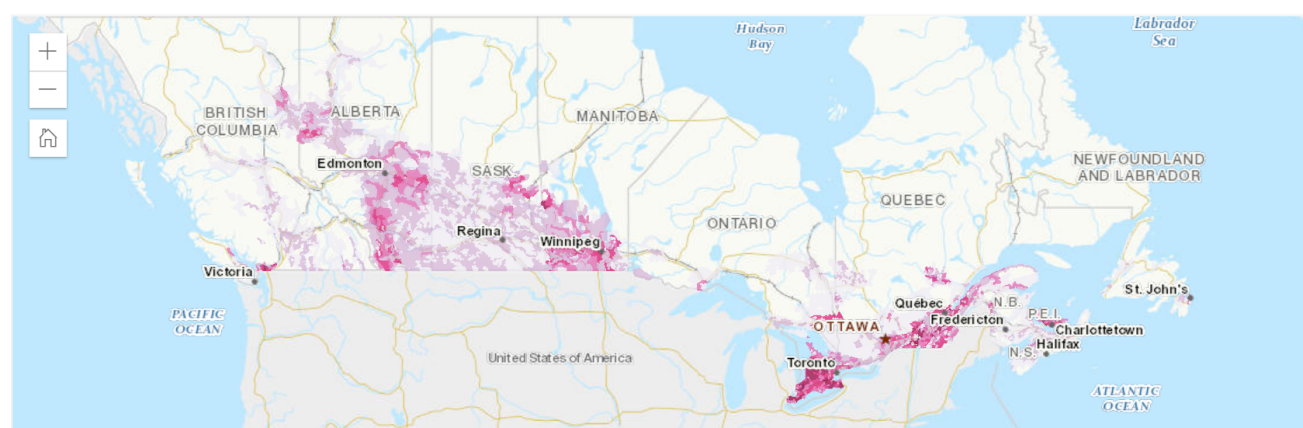 Hudson
Bay
Labrador
Sea
+
−
BRITISH
COLUMBIA
ALBERTA
MANITOBA
Edmonton
SASK.
NEWFOUNDLAND
AND LABRADOR
QUEBEC
ONTARIO
Regina
Winnipeg
Victoria
St. John's
PACIFIC
OCEAN
Québec
N.B.
P.E.I.
OTTAWA
Fredericton
Charlottetown
Halifax
N.S.
United States of America
Toronto
ATLANTIC
OCEAN